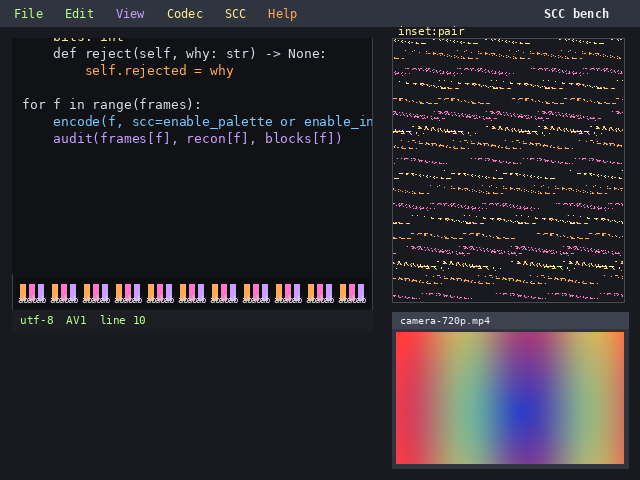 File Edit View Codec SCC Help SCC bench
inset:pair
bits: int
def reject(self, why: str) -> None:
self.rejected = why
for f in range(frames):
encode(f, scc=enable_palette or enable_in
audit(frames[f], recon[f], blocks[f])
utf-8 AV1 line 10
camera-720p.mp4